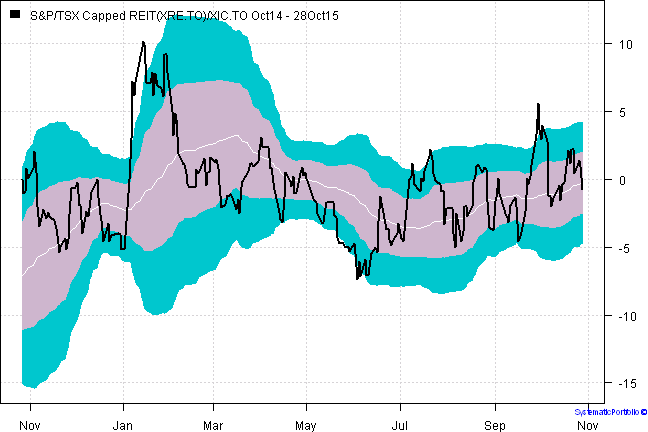 S&P/TSX Capped REIT(XRE.TO)/XIC.TO Oct14 - 28Oct15
10
5
0
-5
-10
-15
SystematicPortfolio ©
Nov Jan Mar May Jul Sep Nov